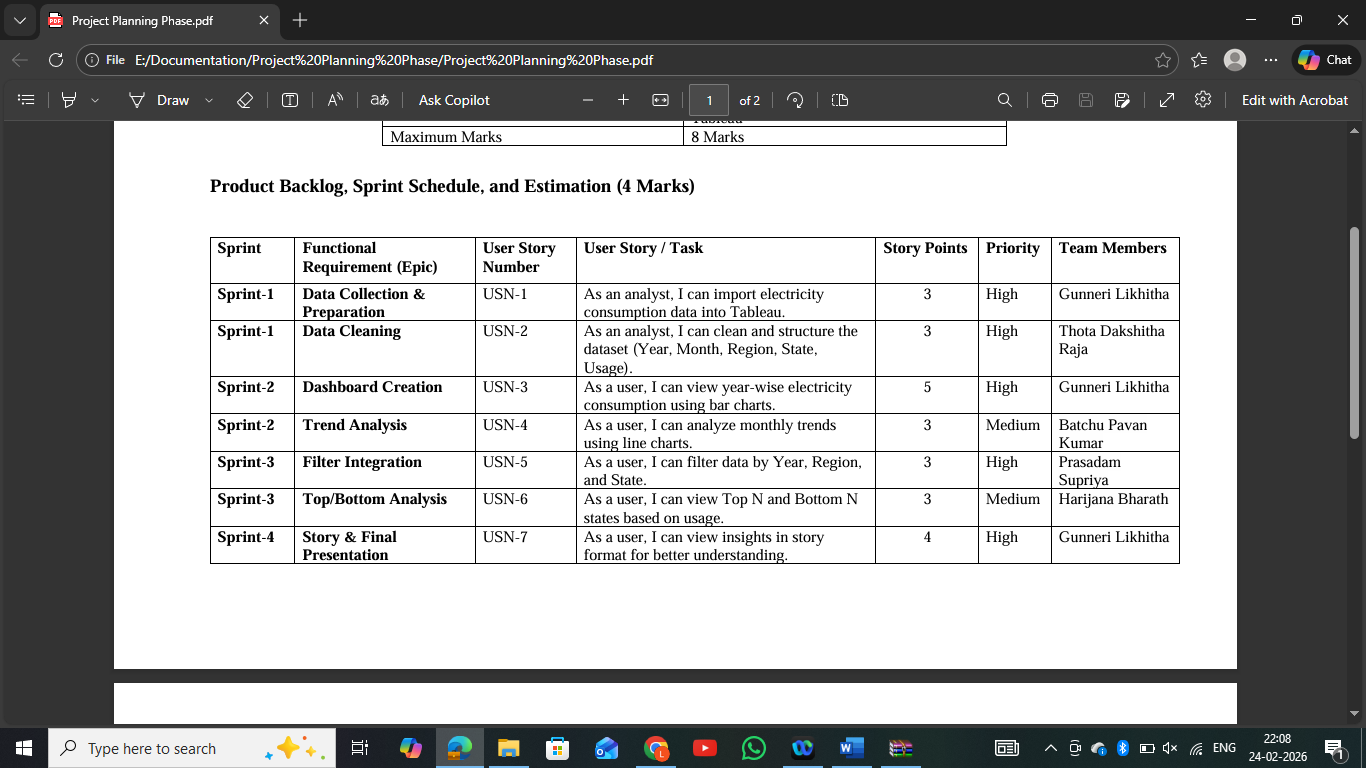 Project Planning Phase.pdf
File E:/Documentation/Project%20Planning%20Phase/Project%20Planning%20Phase.pdf
Chat
Draw
Ask Copilot
1 of 2
Edit with Acrobat
Tableau
Maximum Marks 8 Marks
Product Backlog, Sprint Schedule, and Estimation (4 Marks)
Sprint Functional Requirement (Epic) User Story Number User Story / Task Story Points Priority Team Members
Sprint-1 Data Collection & Preparation USN-1 As an analyst, I can import electricity consumption data into Tableau. 3 High Gunneri Likhitha
Sprint-1 Data Cleaning USN-2 As an analyst, I can clean and structure the dataset (Year, Month, Region, State, Usage). 3 High Thota Dakshitha Raja
Sprint-2 Dashboard Creation USN-3 As a user, I can view year-wise electricity consumption using bar charts. 5 High Gunneri Likhitha
Sprint-2 Trend Analysis USN-4 As a user, I can analyze monthly trends using line charts. 3 Medium Batchu Pavan Kumar
Sprint-3 Filter Integration USN-5 As a user, I can filter data by Year, Region, and State. 3 High Prasadam Supriya
Sprint-3 Top/Bottom Analysis USN-6 As a user, I can view Top N and Bottom N states based on usage. 3 Medium Harijana Bharath
Sprint-4 Story & Final Presentation USN-7 As a user, I can view insights in story format for better understanding. 4 High Gunneri Likhitha
Type here to search
ENG
22:08
24-02-2026
1